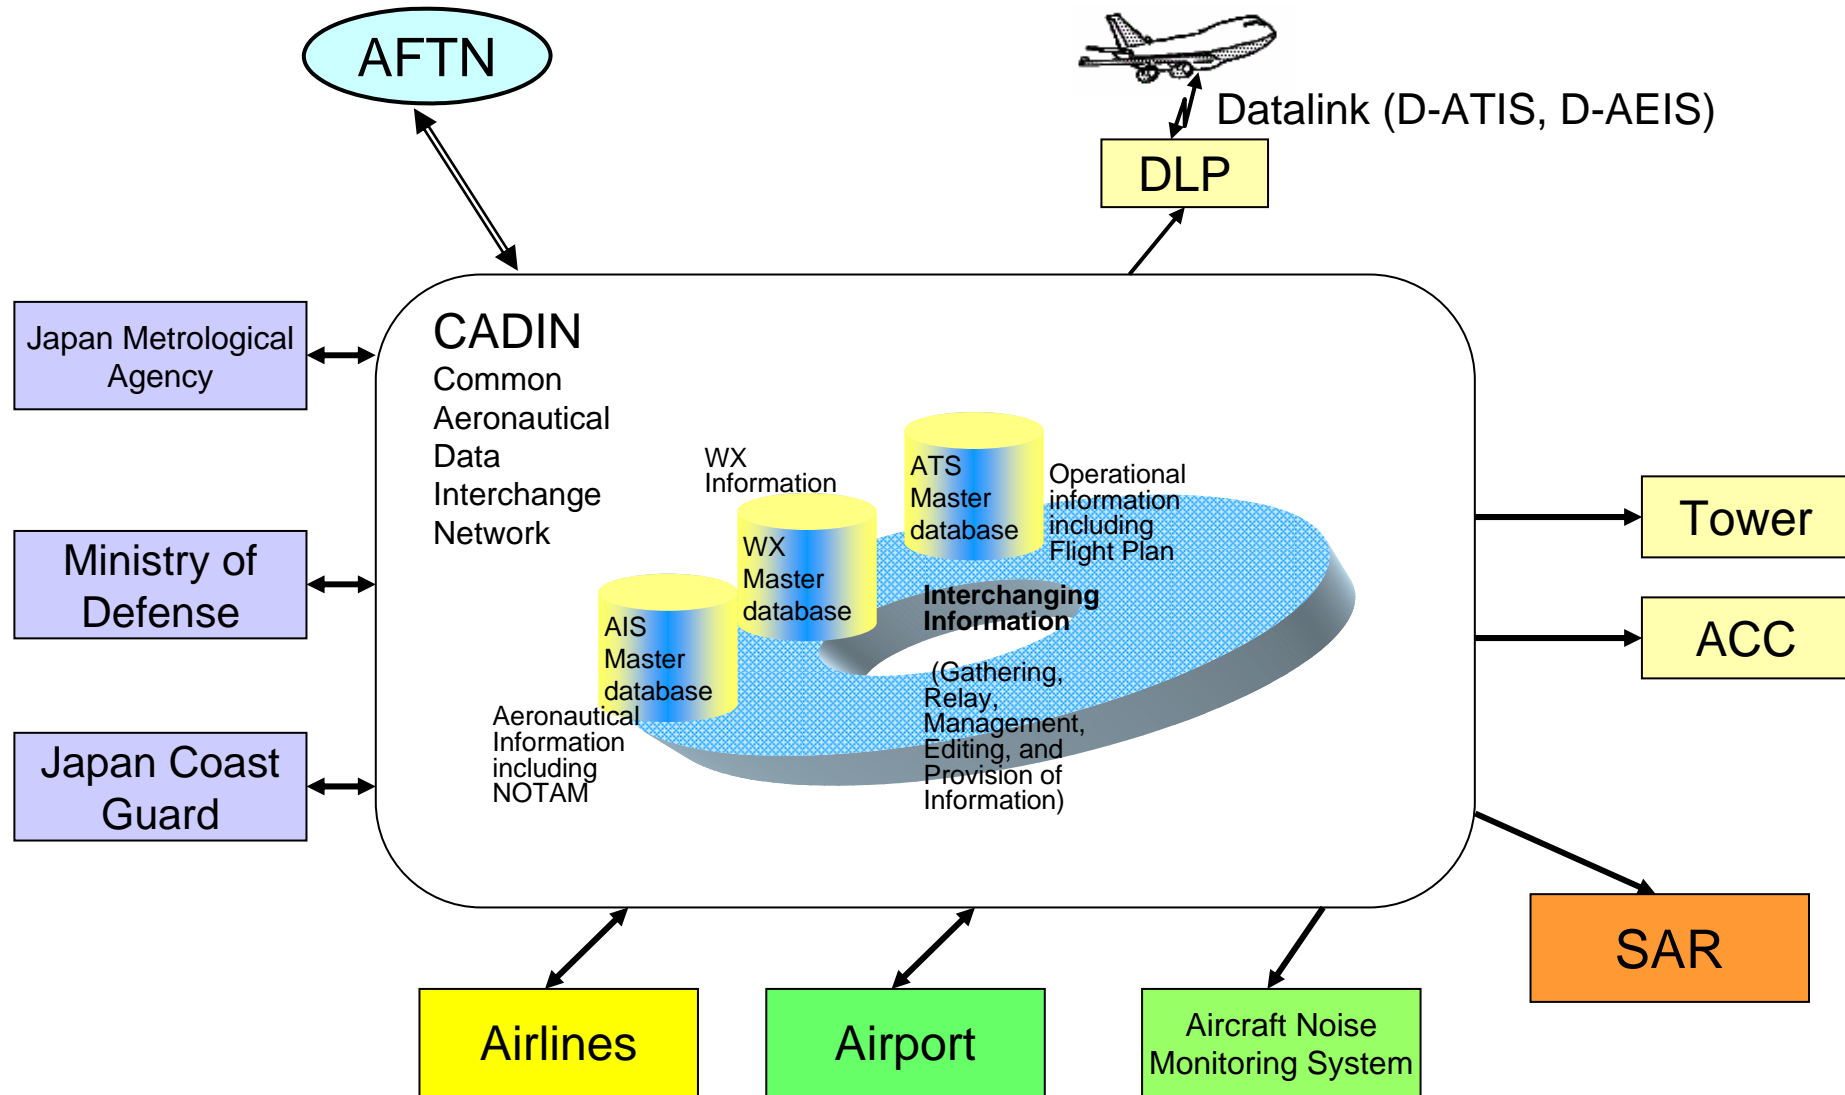 AFTN
Datalink (D-ATIS, D-AEIS)
DLP
Japan Metrological
Agency
Ministry of
Defense
Japan Coast
Guard
CADIN
Common
Aeronautical
Data
Interchange
Network
WX
Information
ATS
Master
database
Operational
information
including
Flight Plan
WX
Master
database
AIS
Master
database
Aeronautical
Information
including
NOTAM
Interchanging
Information
(Gathering,
Relay,
Management,
Editing, and
Provision of
Information)
Tower
ACC
SAR
Airlines
Airport
Aircraft Noise
Monitoring System